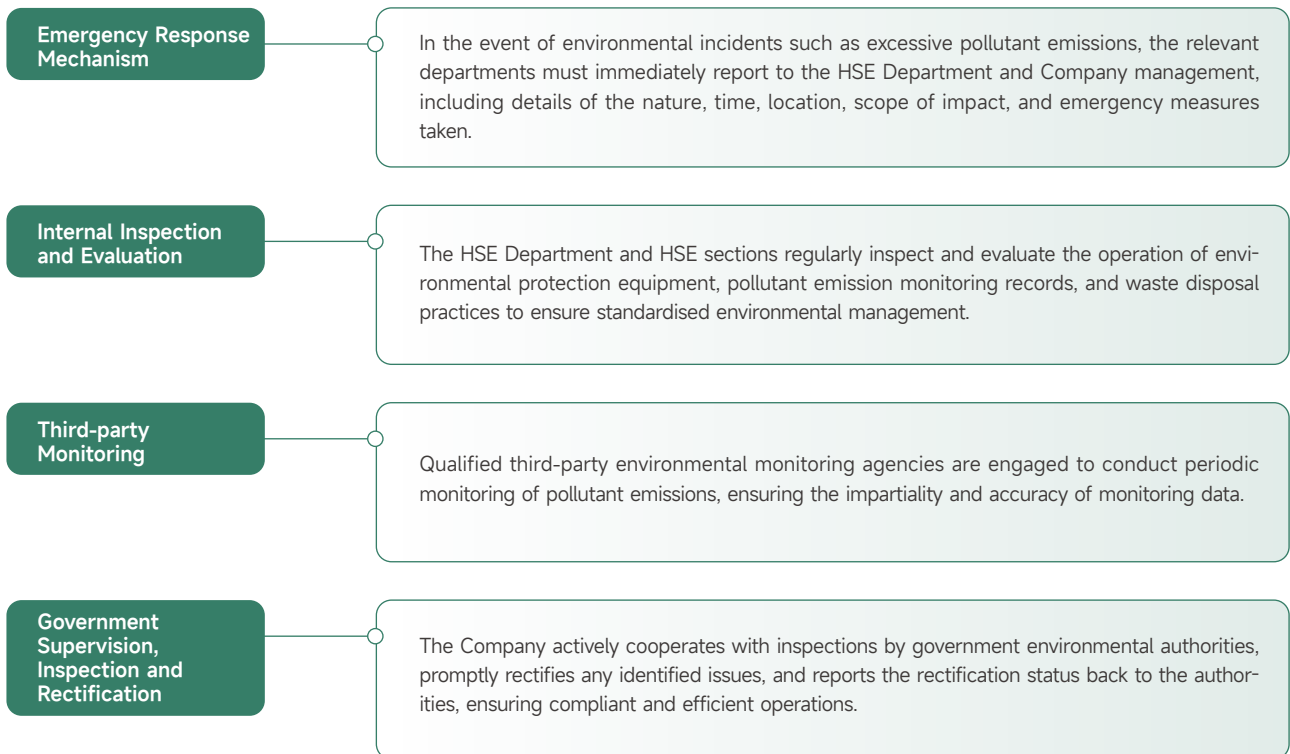 Emergency Response
Mechanism
In the event of environmental incidents such as excessive pollutant emissions, the relevant
departments must immediately report to the HSE Department and Company management,
including details of the nature, time, location, scope of impact, and emergency measures
taken.
Internal Inspection
and Evaluation
The HSE Department and HSE sections regularly inspect and evaluate the operation of envi-
ronmental protection equipment, pollutant emission monitoring records, and waste disposal
practices to ensure standardised environmental management.
Third-party
Monitoring
Qualified third-party environmental monitoring agencies are engaged to conduct periodic
monitoring of pollutant emissions, ensuring the impartiality and accuracy of monitoring data.
Government
Supervision,
Inspection and
Rectification
The Company actively cooperates with inspections by government environmental authorities,
promptly rectifies any identified issues, and reports the rectification status back to the author-
ities, ensuring compliant and efficient operations.